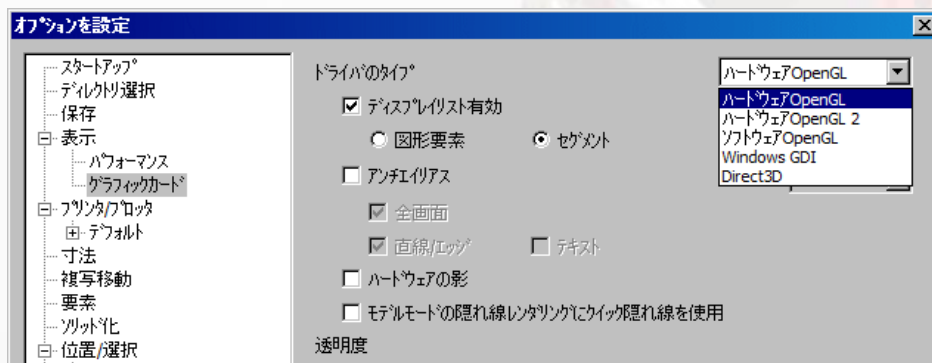 オプションを設定
スタートアップ
ディレクトリ選択
保存
表示
パフォーマンス
グラフィックカード
プリンタ/プロッタ
デフォルト
寸法
複写移動
要素
ソリッド化
位置/選択
ドライバのタイプ
ハードウェアOpenGL
ハードウェアOpenGL
ハードウェアOpenGL 2
ソフトウェアOpenGL
Windows GDI
Direct3D
ディスプレイリスト有効
図形要素 セグメント
アンチエイリアス
全画面
直線/エッジ テキスト
ハードウェアの影
モデルモードの隠れ線レンダリングにクイック隠れ線を使用
透明度